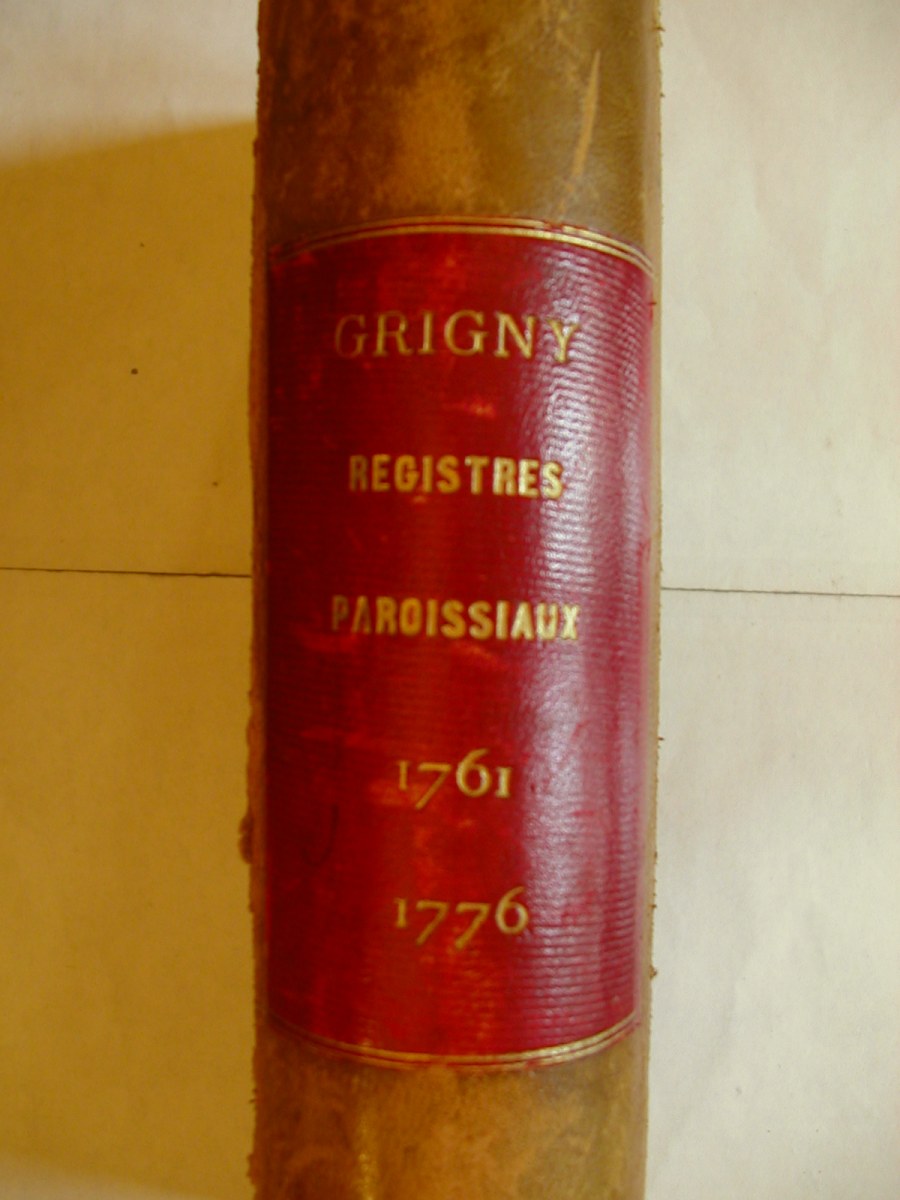 GRIGNY
REGISTRES
PAROISSIAUX
1761
1776